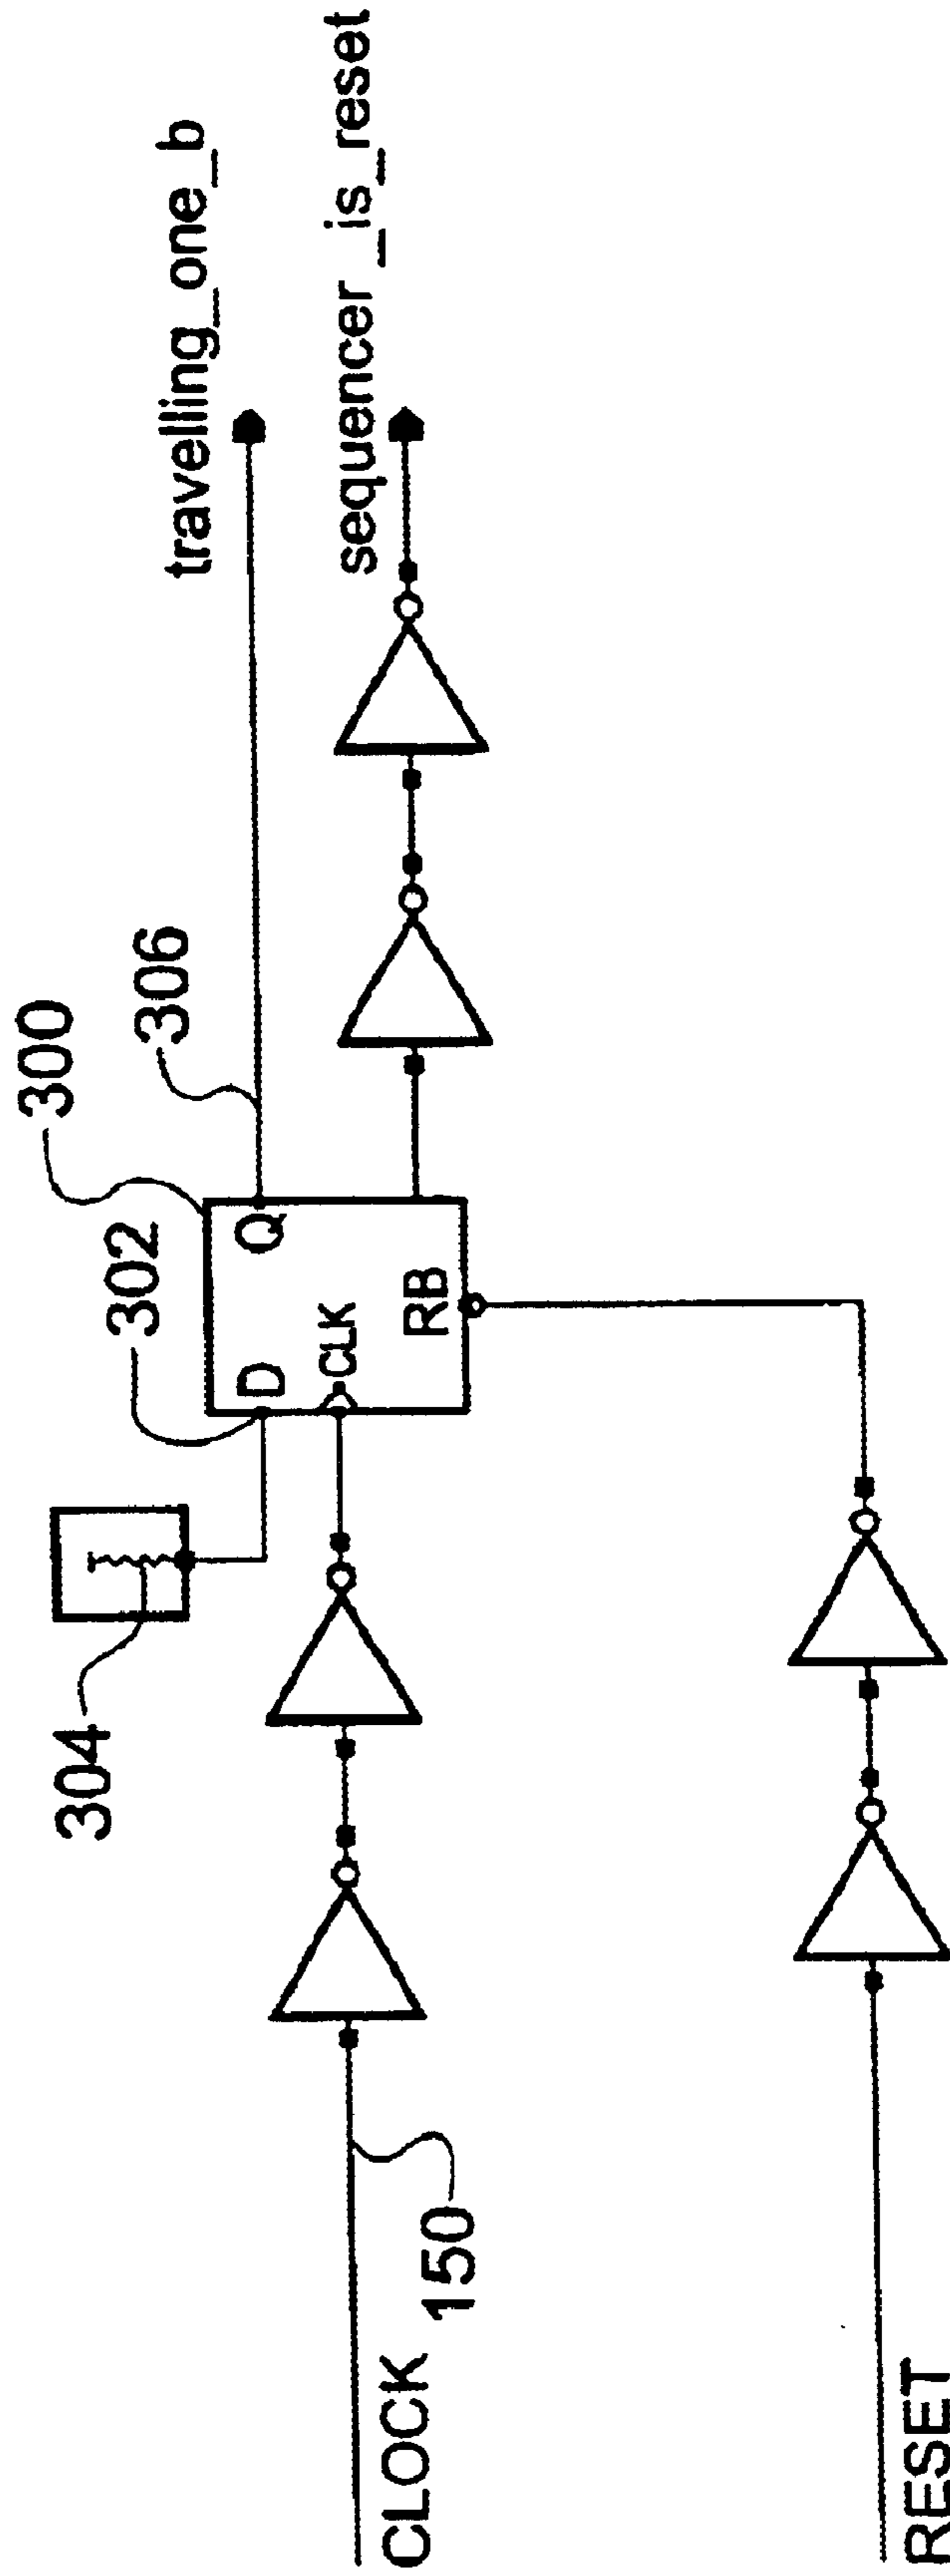 travelling_one_b
sequencer_is_reset
300
306
302
304
D
Q
CLK
RB
150
CLOCK
RESET